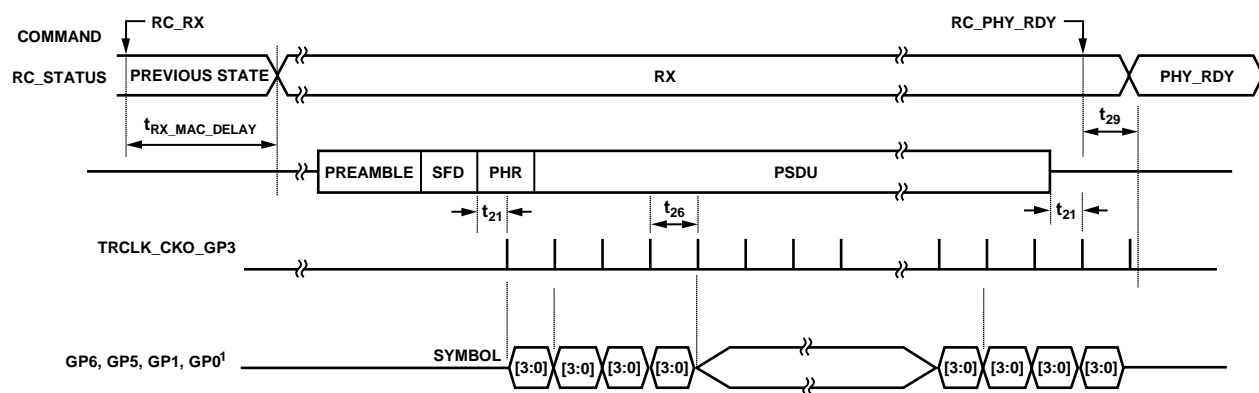 RC_RX
RC_PHY_RDY
COMMAND
RC_STATUS
PREVIOUS STATE
RX
PHY_RDY
tRX_MAC_DELAY
t29
PREAMBLE
SFD
PHR
PSDU
t21
t26
t21
TRCLK_CKO_GP3
GP6, GP5, GP1, GP0¹
SYMBOL
[3:0]
[3:0]
[3:0]
[3:0]
[3:0]
[3:0]
[3:0]
[3:0]